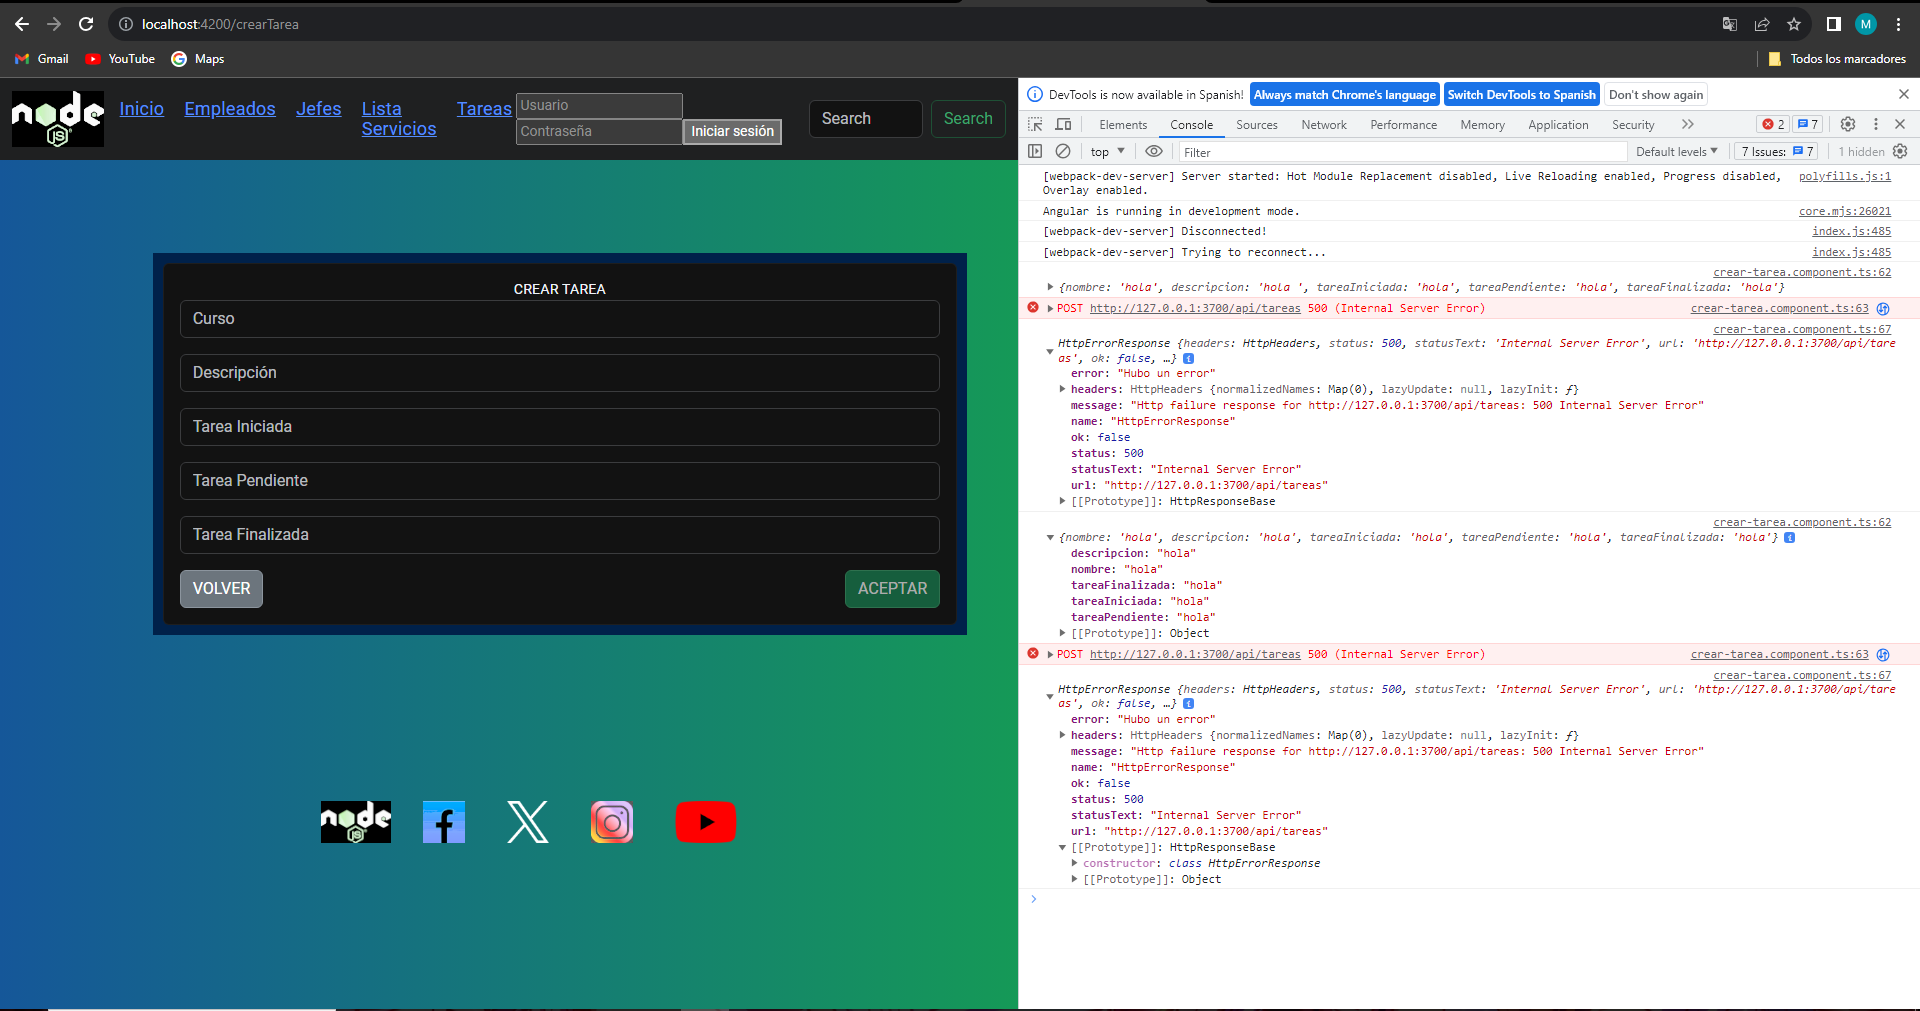 localhost:4200/crearTarea
M
Gmail
YouTube
Maps
Todos los marcadores
node
JS
Inicio
Empleados
Jefes
Lista
Servicios
Tareas
Usuario
Contraseña
Iniciar sesión
Search
Search
CREAR TAREA
Curso
Descripción
Tarea Iniciada
Tarea Pendiente
Tarea Finalizada
VOLVER
ACEPTAR
node
JS
DevTools is now available in Spanish!
Always match Chrome's language
Switch DevTools to Spanish
Don't show again
Elements
Console
Sources
Network
Performance
Memory
Application
Security
2
7
top
Filter
Default levels
7 Issues: 7
1 hidden
[webpack-dev-server] Server started: Hot Module Replacement disabled, Live Reloading enabled, Progress disabled, polyfills.js:1
Overlay enabled.
Angular is running in development mode. core.mjs:26021
[webpack-dev-server] Disconnected! index.js:485
[webpack-dev-server] Trying to reconnect... index.js:485
crear-tarea.component.ts:62
{nombre: 'hola', descripcion: 'hola ', tareaIniciada: 'hola', tareaPendiente: 'hola', tareaFinalizada: 'hola'}
POST http://127.0.0.1:3700/api/tareas 500 (Internal Server Error) crear-tarea.component.ts:63
crear-tarea.component.ts:67
HttpErrorResponse {headers: HttpHeaders, status: 500, statusText: 'Internal Server Error', url: 'http://127.0.0.1:3700/api/tare
as', ok: false, …}
error: "Hubo un error"
headers: HttpHeaders {normalizedNames: Map(0), lazyUpdate: null, lazyInit: ƒ}
message: "Http failure response for http://127.0.0.1:3700/api/tareas: 500 Internal Server Error"
name: "HttpErrorResponse"
ok: false
status: 500
statusText: "Internal Server Error"
url: "http://127.0.0.1:3700/api/tareas"
[[Prototype]]: HttpResponseBase
crear-tarea.component.ts:62
{nombre: 'hola', descripcion: 'hola', tareaIniciada: 'hola', tareaPendiente: 'hola', tareaFinalizada: 'hola'}
descripcion: "hola"
nombre: "hola"
tareaFinalizada: "hola"
tareaIniciada: "hola"
tareaPendiente: "hola"
[[Prototype]]: Object
POST http://127.0.0.1:3700/api/tareas 500 (Internal Server Error) crear-tarea.component.ts:63
crear-tarea.component.ts:67
HttpErrorResponse {headers: HttpHeaders, status: 500, statusText: 'Internal Server Error', url: 'http://127.0.0.1:3700/api/tare
as', ok: false, …}
error: "Hubo un error"
headers: HttpHeaders {normalizedNames: Map(0), lazyUpdate: null, lazyInit: ƒ}
message: "Http failure response for http://127.0.0.1:3700/api/tareas: 500 Internal Server Error"
name: "HttpErrorResponse"
ok: false
status: 500
statusText: "Internal Server Error"
url: "http://127.0.0.1:3700/api/tareas"
[[Prototype]]: HttpResponseBase
constructor: class HttpErrorResponse
[[Prototype]]: Object